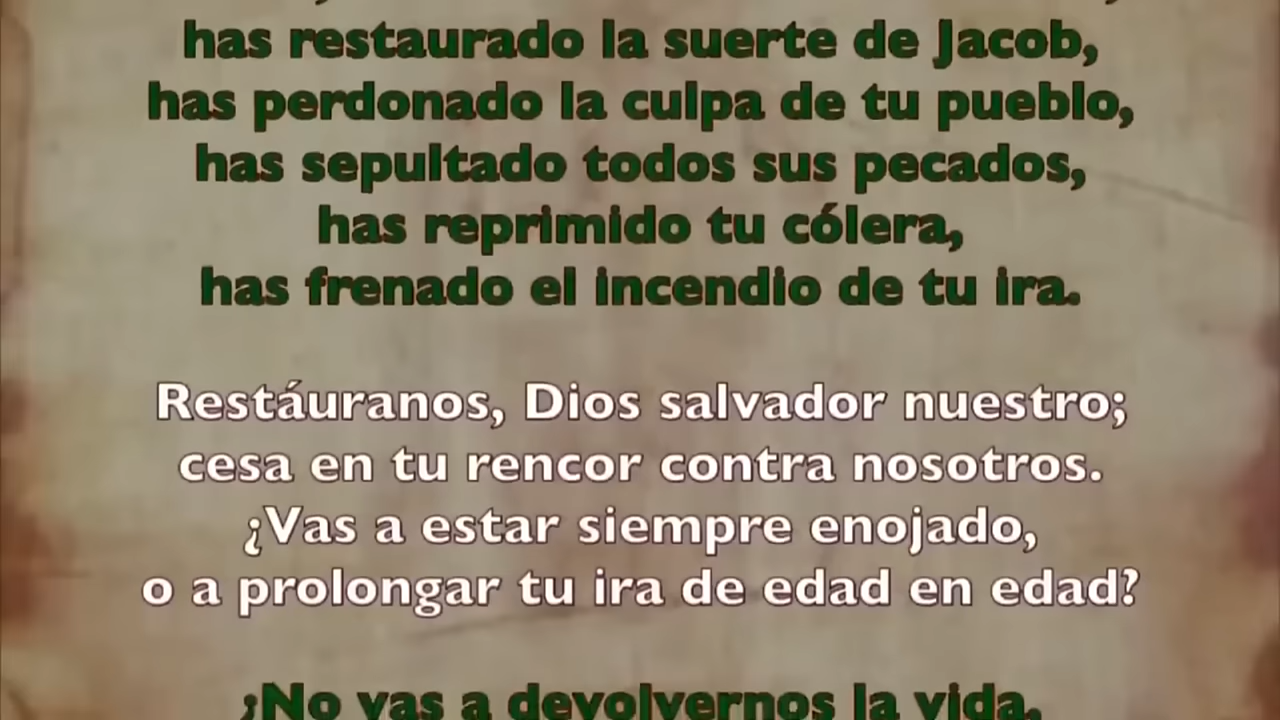 has restaurado la suerte de Jacob,
has perdonado la culpa de tu pueblo,
has sepultado todos sus pecados,
has reprimido tu cólera,
has frenado el incendio de tu ira.
Restáuranos, Dios salvador nuestro;
cesa en tu rencor contra nosotros.
¿Vas a estar siempre enojado,
o a prolongar tu ira de edad en edad?
¿No vas a devolvernos la vida,